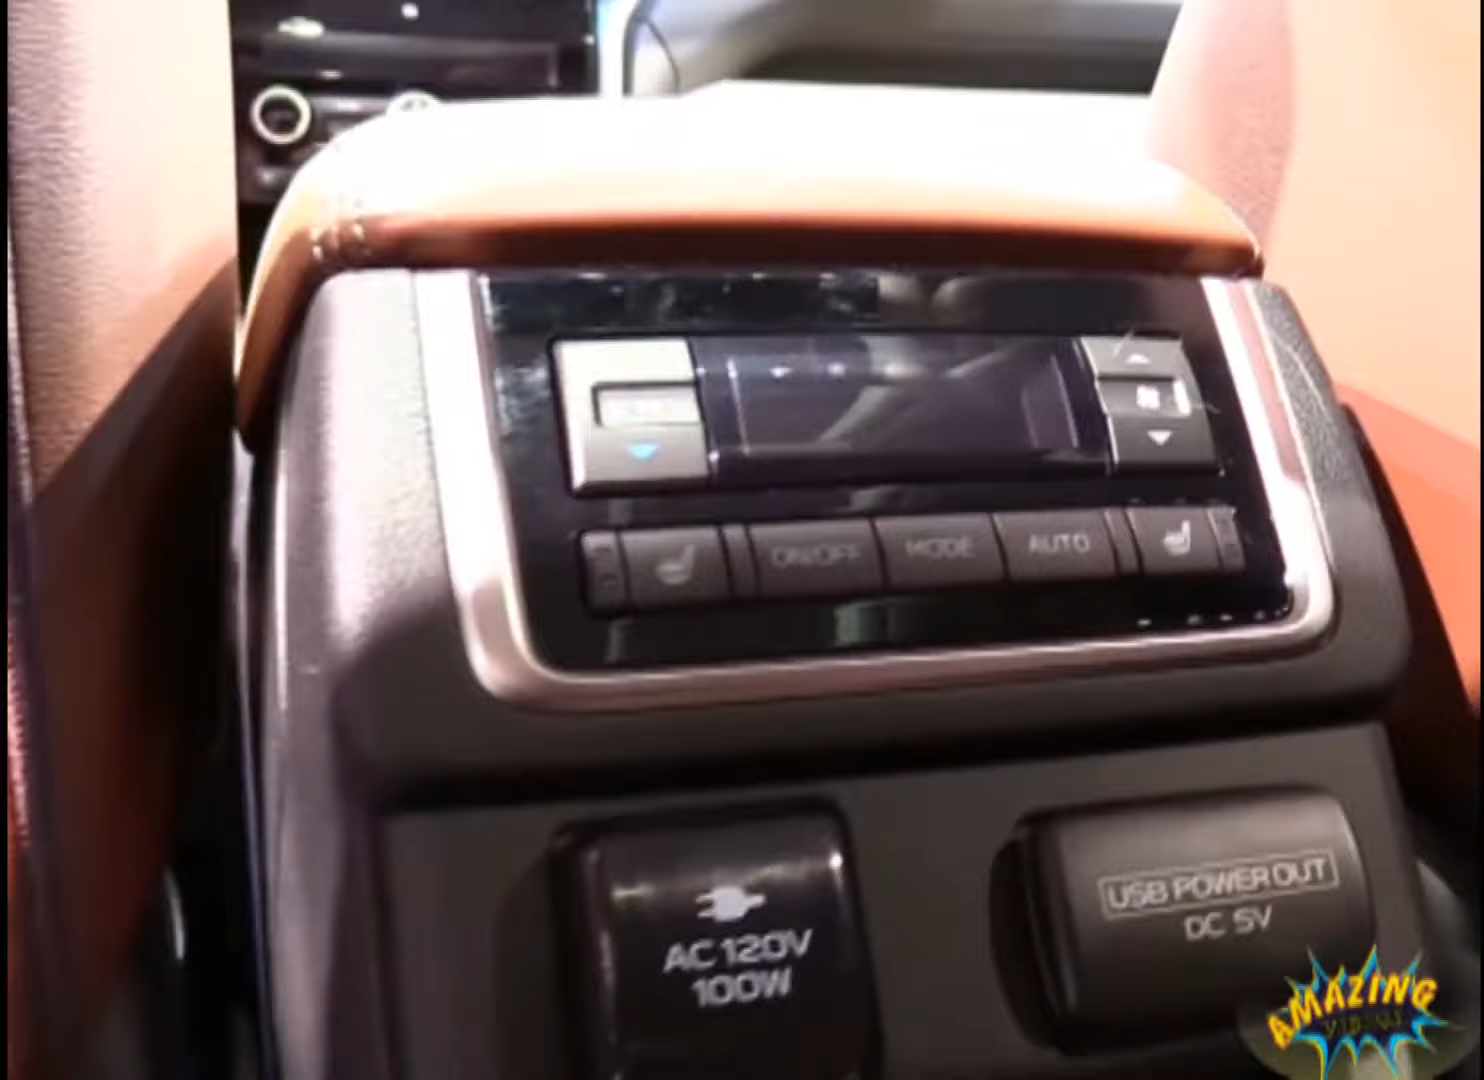 ON/OFF
MODE
AUTO
AC 120V
100W
USB POWER OUT
DC 5V
AMAZING